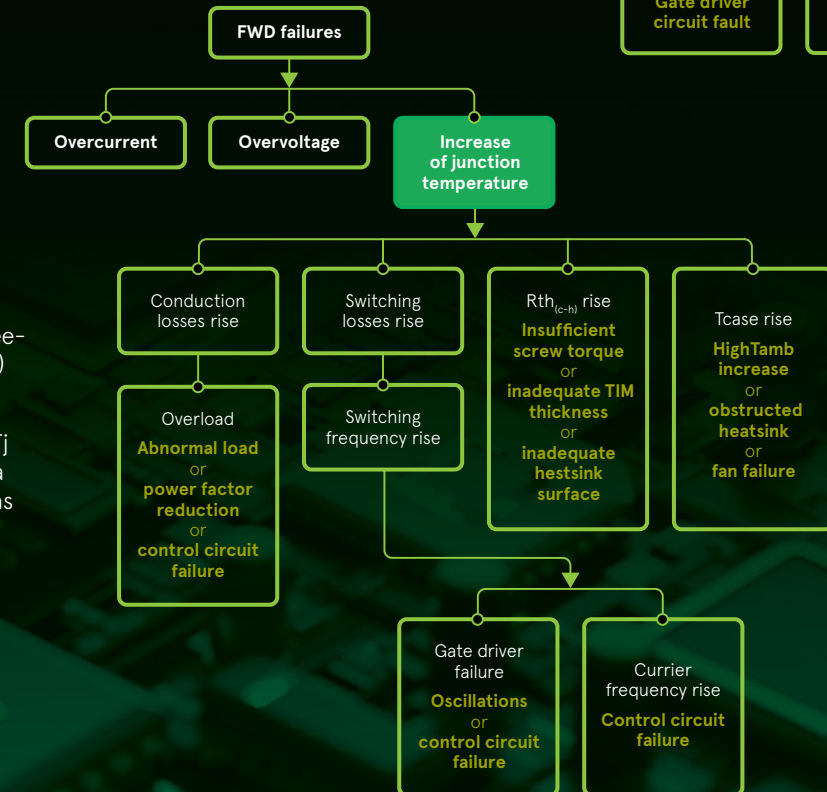 Gate driver
circuit fault
FWD failures
Overcurrent
Overvoltage
Increase
of junction
temperature
Conduction
losses rise
Switching
losses rise
Rth(c-h) rise
Insufficient
screw torque
or
inadequate TIM
thickness
or
inadequate
hestsink
surface
Tcase rise
HighTamb
increase
or
obstructed
heatsink
or
fan failure
Overload
Abnormal load
or
power factor
reduction
or
control circuit
failure
Switching
frequency rise
Gate driver
failure
Oscillations
or
control circuit
failure
Currier
frequency rise
Control circuit
failure